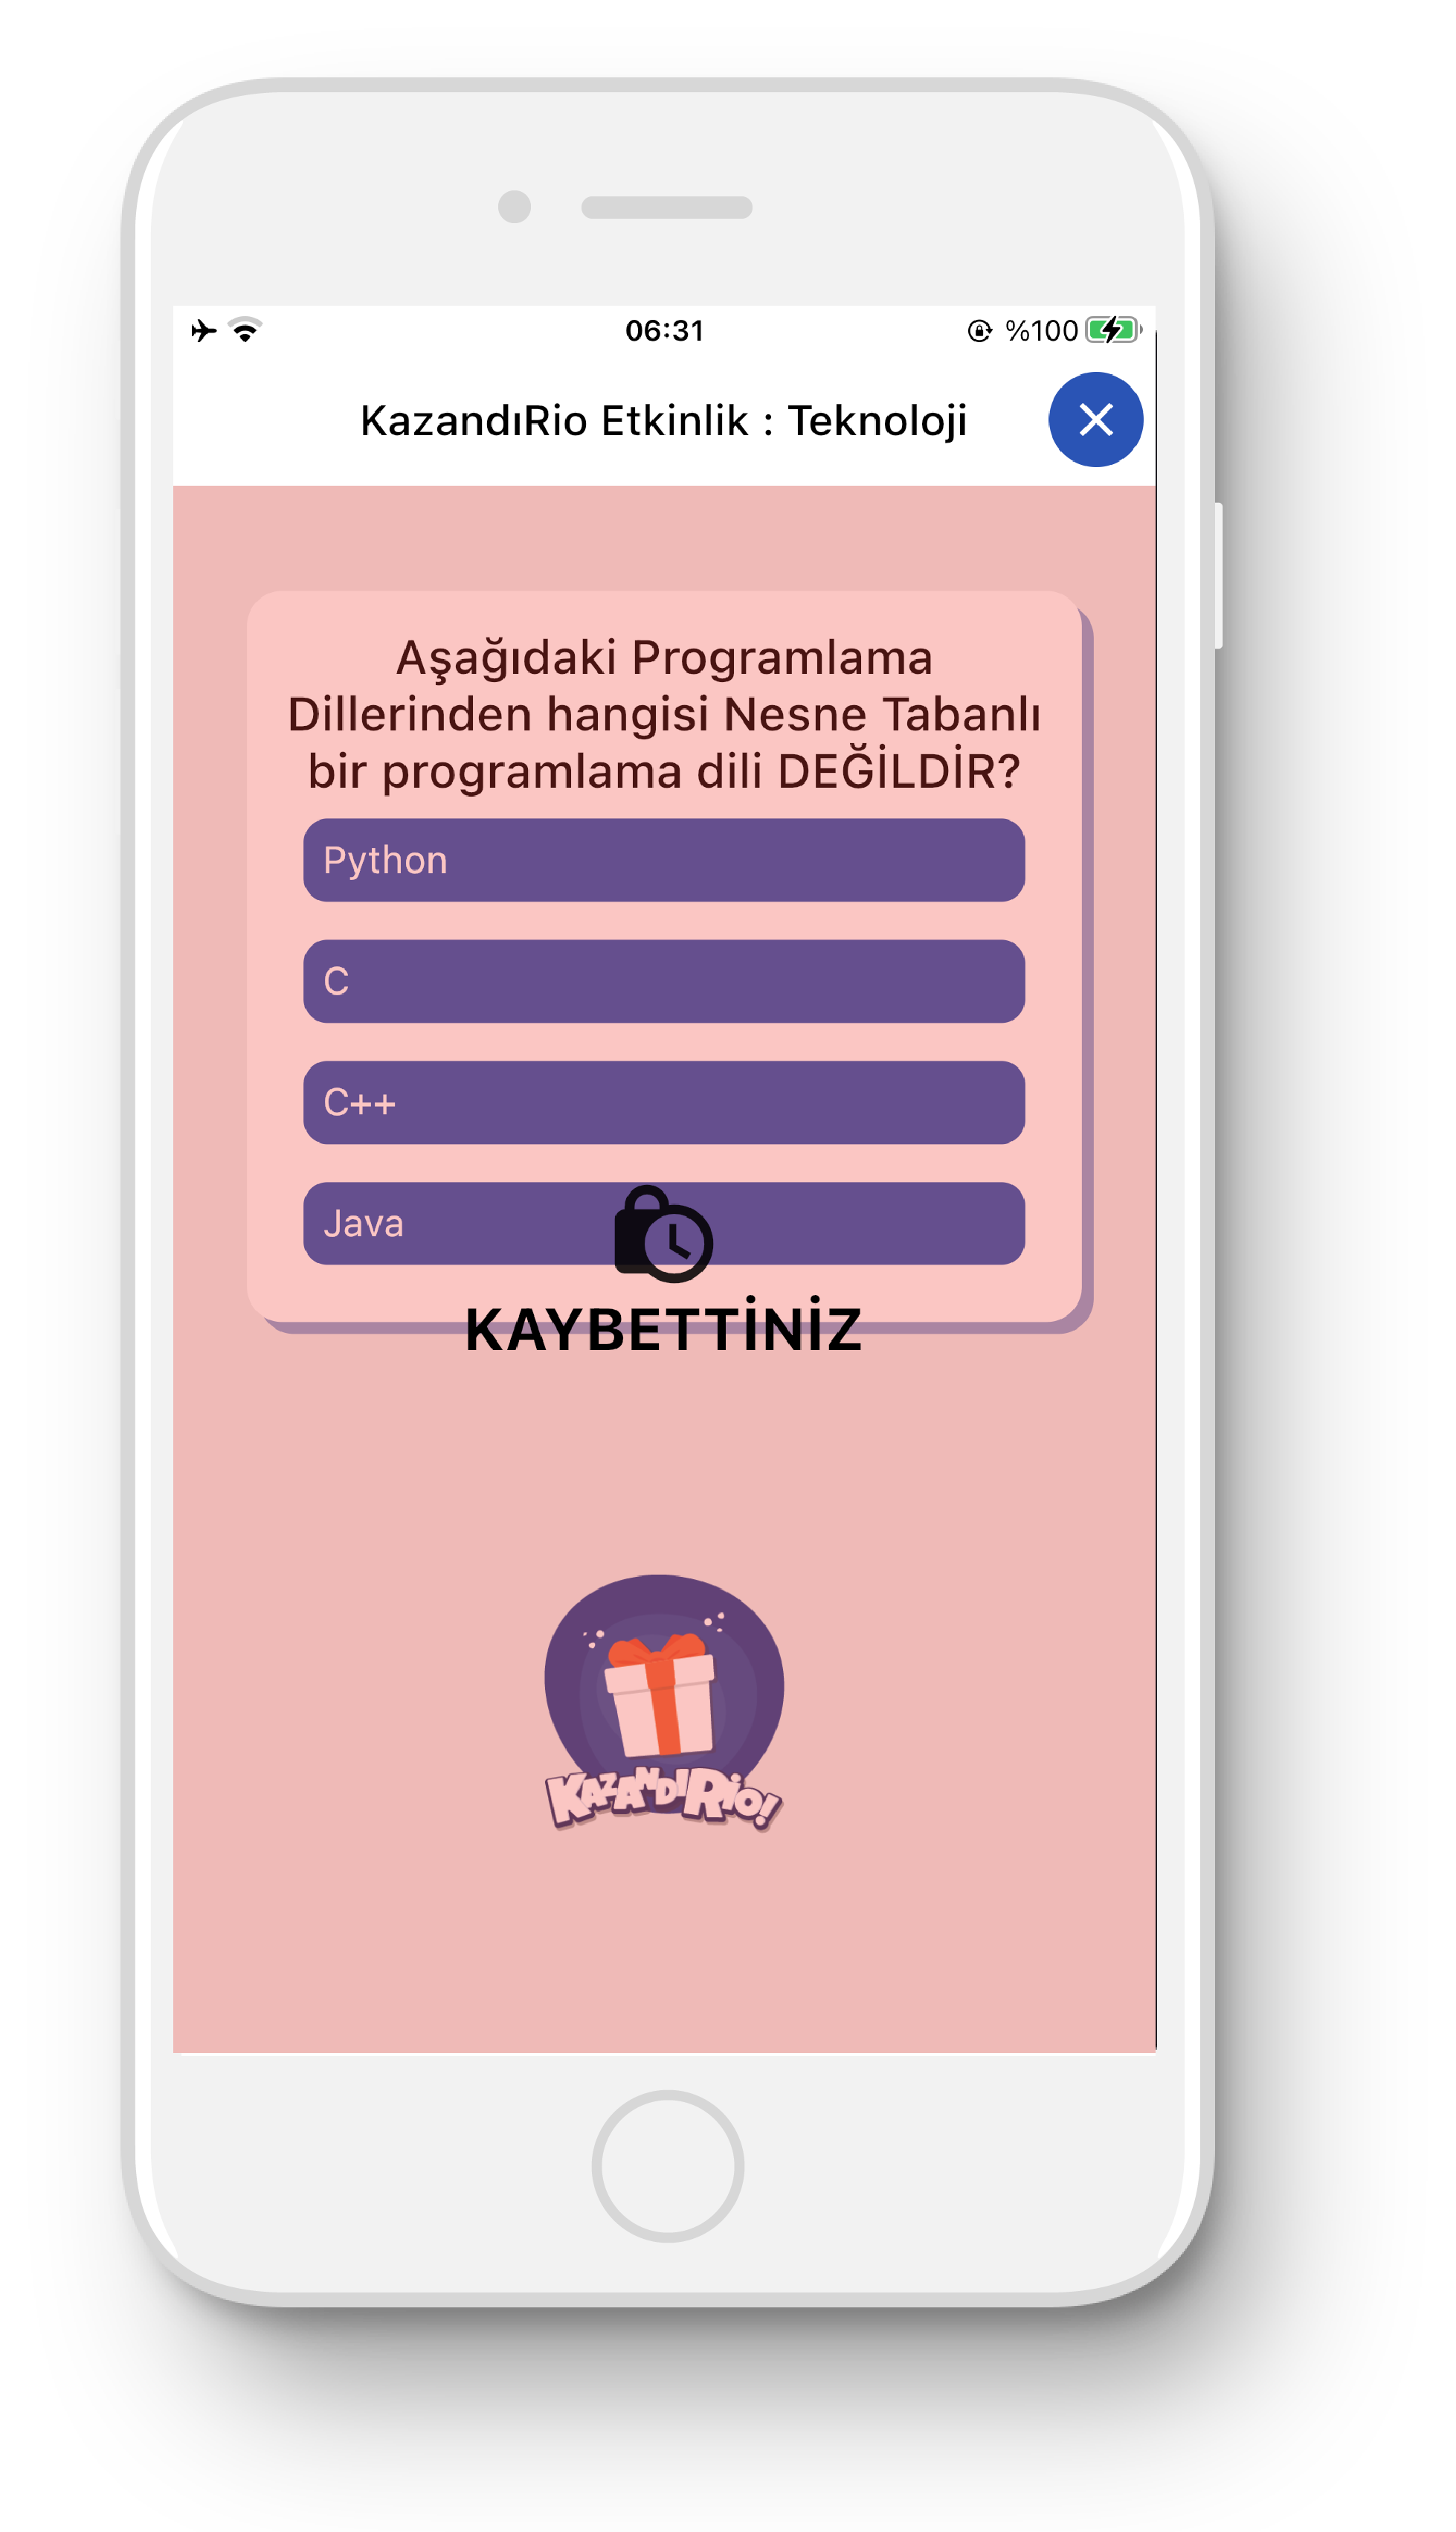 06:31
%100
KazandıRio Etkinlik : Teknoloji
Aşağıdaki Programlama
Dillerinden hangisi Nesne Tabanlı
bir programlama dili DEĞİLDİR?
Python
C
C++
Java
KAYBETTİNİZ
KAZANDIRİO!